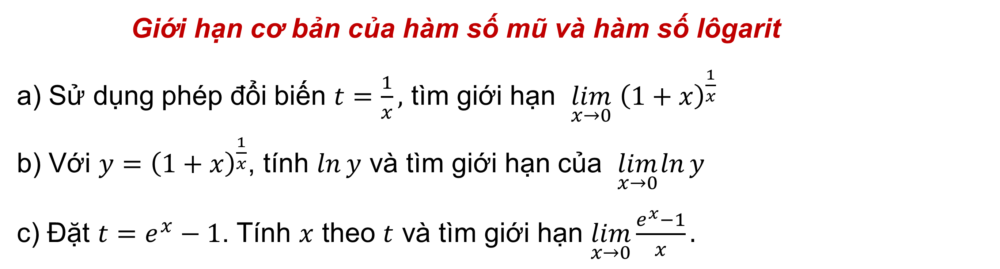 Giới hạn cơ bản của hàm số mũ và hàm số lôgarit
a) Sử dụng phép đổi biến $t = \frac{1}{x}$, tìm giới hạn $\lim_{x \to 0} (1 + x)^{\frac{1}{x}}$
b) Với $y = (1 + x)^{\frac{1}{x}}$, tính $ln\, y$ và tìm giới hạn của $\lim_{x \to 0} ln\, y$
c) Đặt $t = e^x - 1$. Tính $x$ theo $t$ và tìm giới hạn $\lim_{x \to 0} \frac{e^x - 1}{x}$.